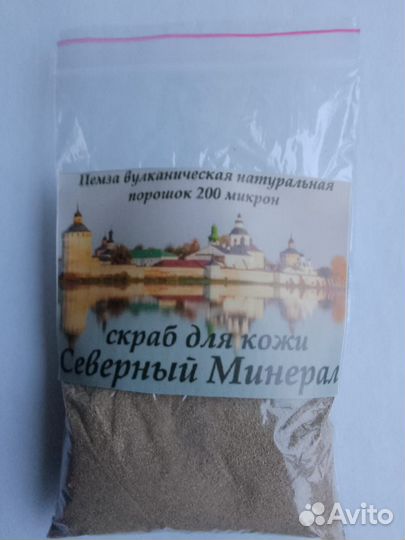 Пемза вулканическая натуральная
порошок 200 микрон
скраб для кожи
Северный Минерал
Avito